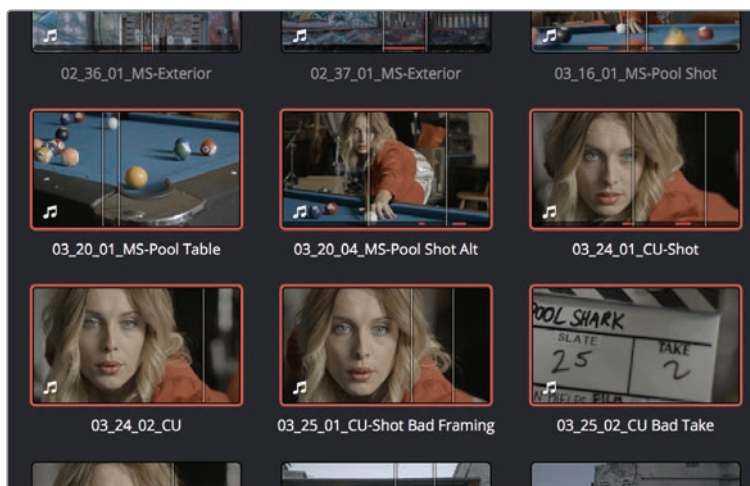 02_36_01_MS-Exterior
02_37_01_MS-Exterior
03_16_01_MS-Pool Shot
03_20_01_MS-Pool Table
03_20_04_MS-Pool Shot Alt
03_24_01_CU-Shot
POOL SHARK
SLATE
TAKE
25
2
FILM
03_24_02_CU
03_25_01_CU-Shot Bad Framing
03_25_02_CU Bad Take